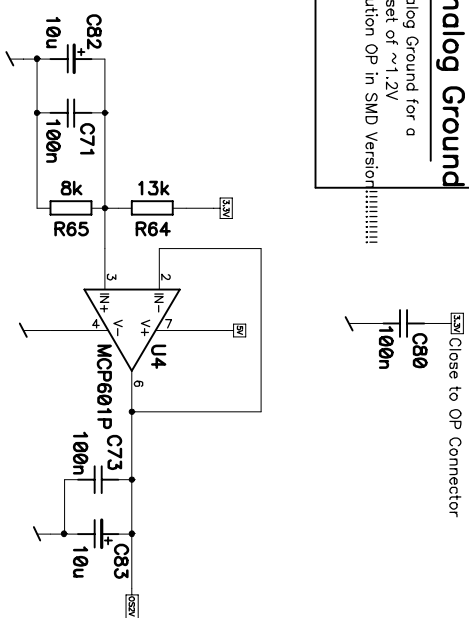 nalog Ground
alog Ground for a
set of ~1.2V
ution OP in SMD Version!!!!!!!!!!
3.3V Close to OP Connector
C80
100n
3.3V
13k
R64
8k
R65
C82
10u
C71
100n
2
3
IN-
IN+
V+
V-
7
4
5V
U4
MCP601P
6
C73
100n
C83
10u
OS2V